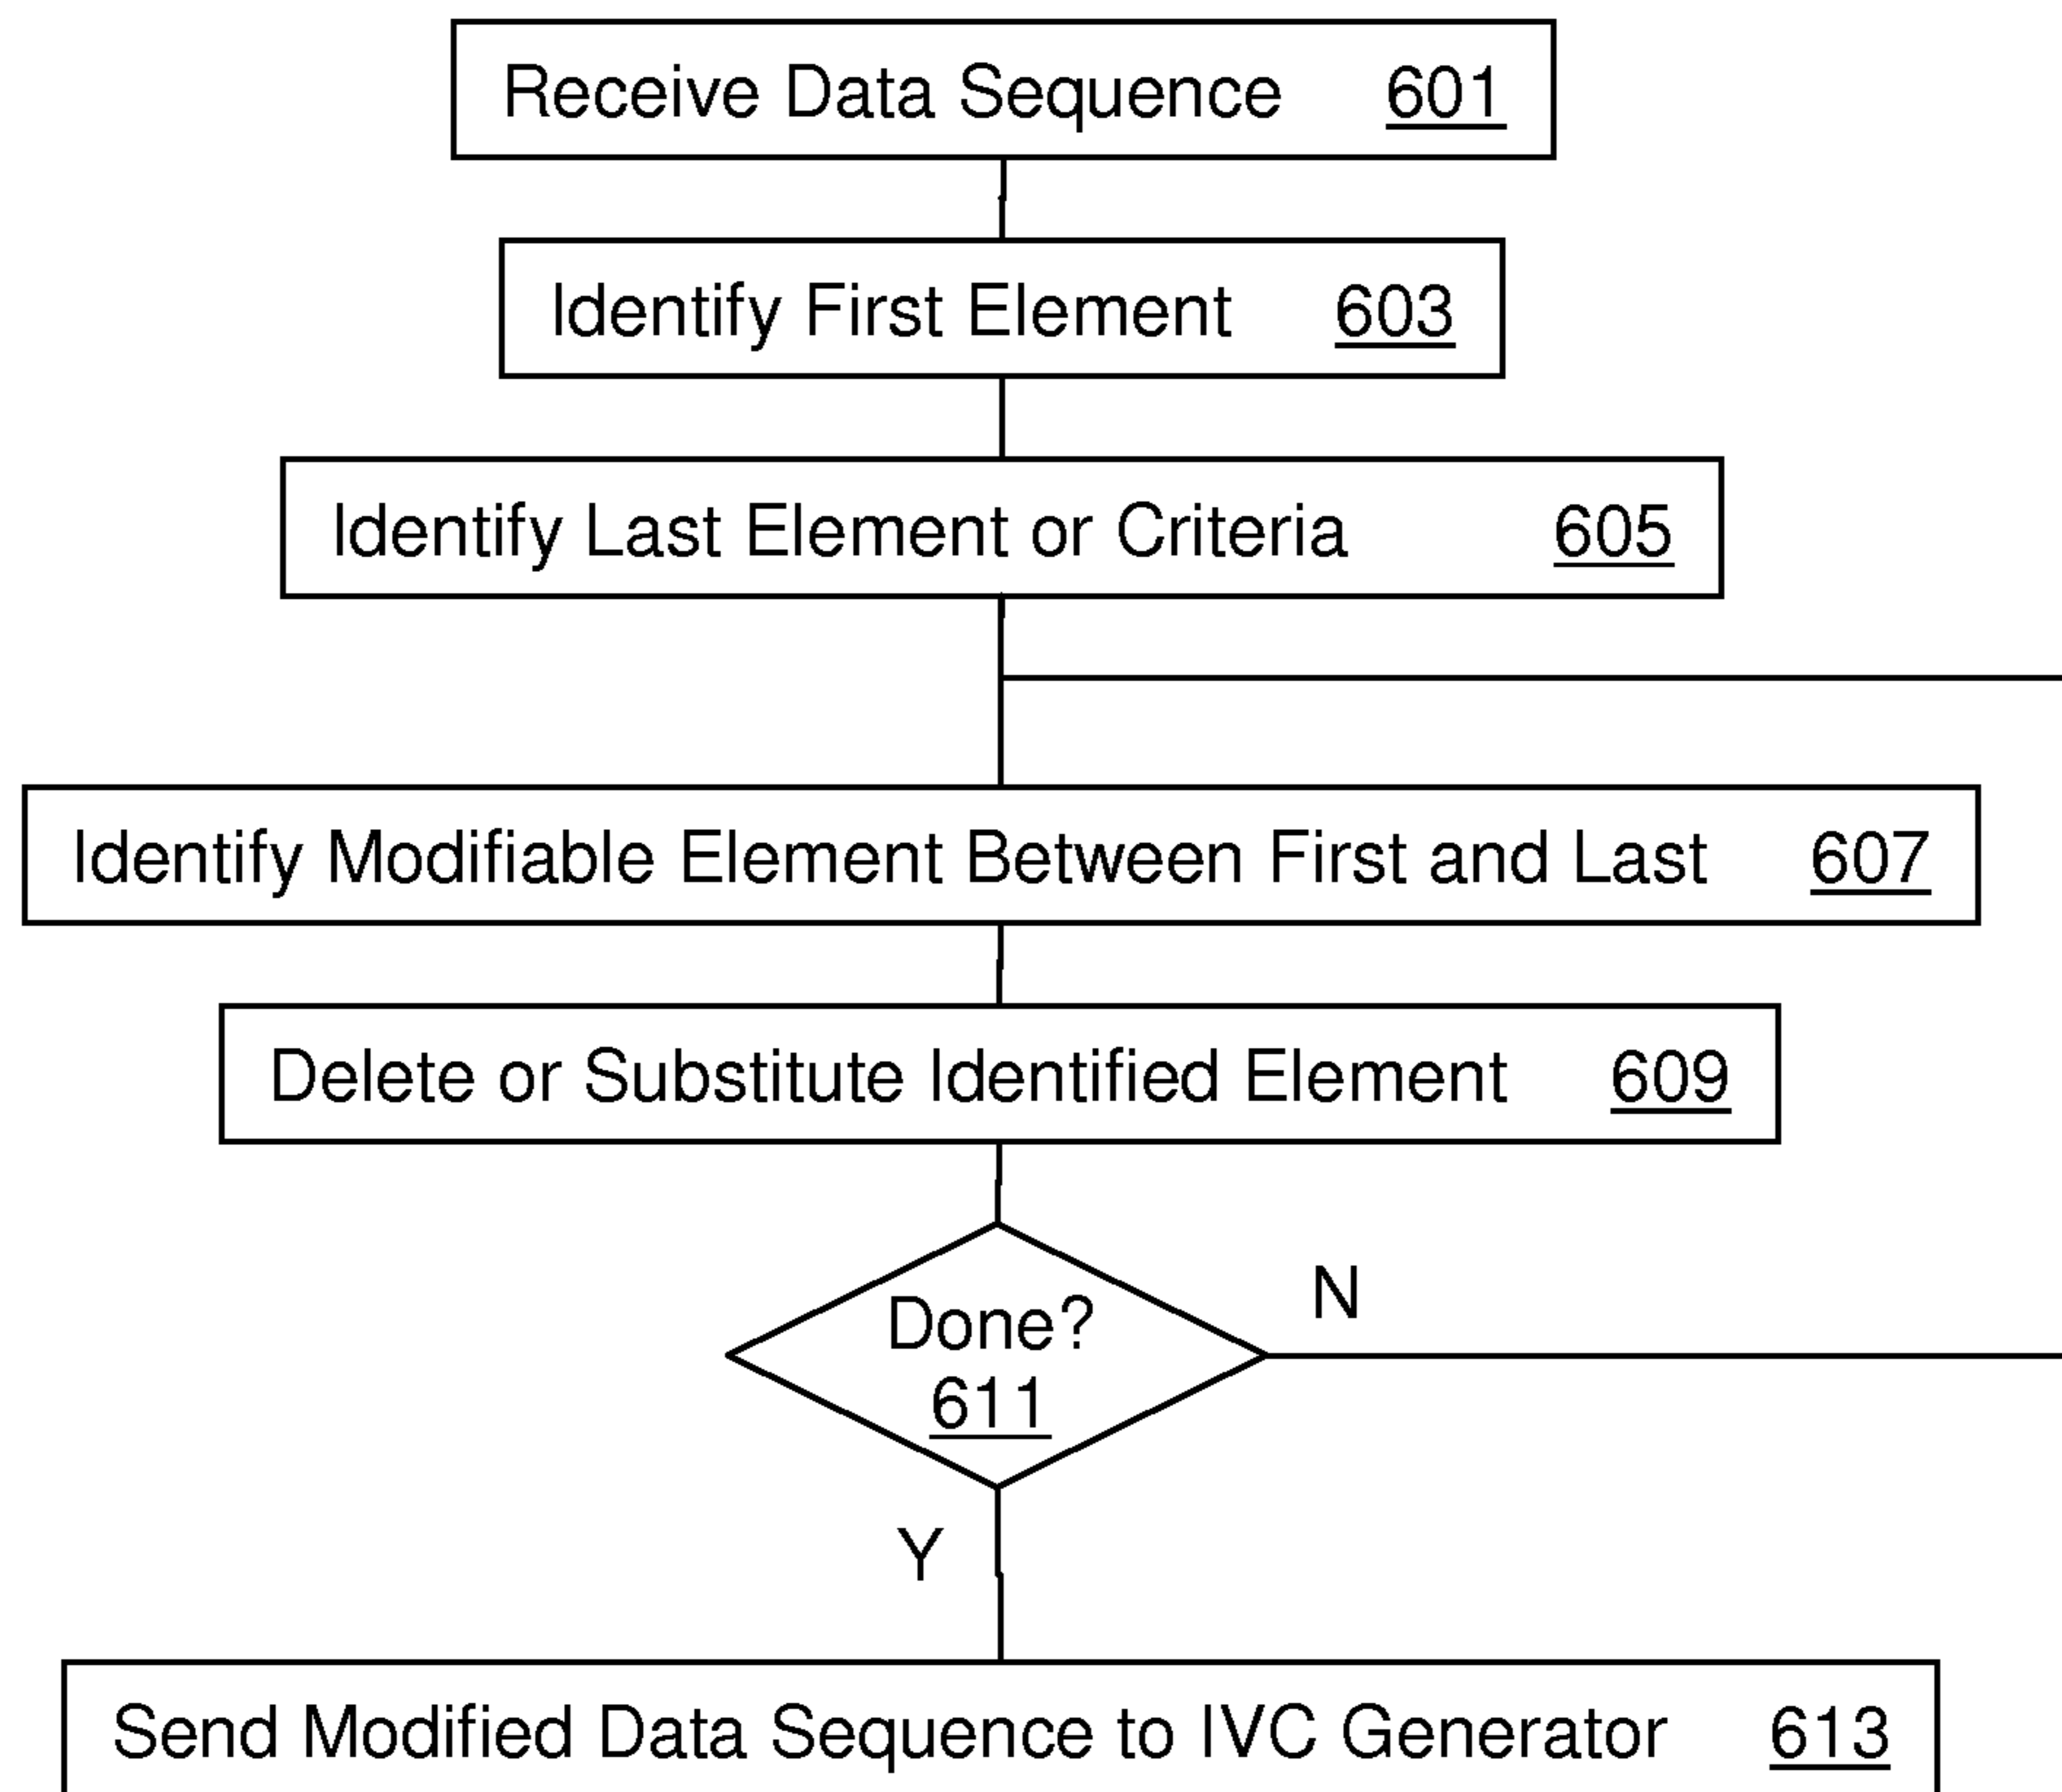 Receive Data Sequence 601
Identify First Element 603
Identify Last Element or Criteria 605
Identify Modifiable Element Between First and Last 607
Delete or Substitute Identified Element 609
N
Done?
611
Y
Send Modified Data Sequence to IVC Generator 613